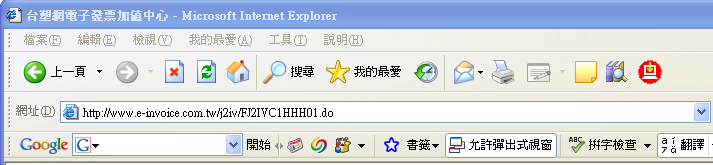 台塑網電子發票加值中心 - Microsoft Internet Explorer
檔案(F) 編輯(E) 檢視(V) 我的最愛(A) 工具(T) 說明(H)
上一頁 搜尋 我的最愛
網址(D) http://www.e-invoice.com.tw/j2iv/FJ2IVC1HHH01.do
Google G 開始 書籤 允許彈出式視窗 ABC 拼字檢查 翻譯